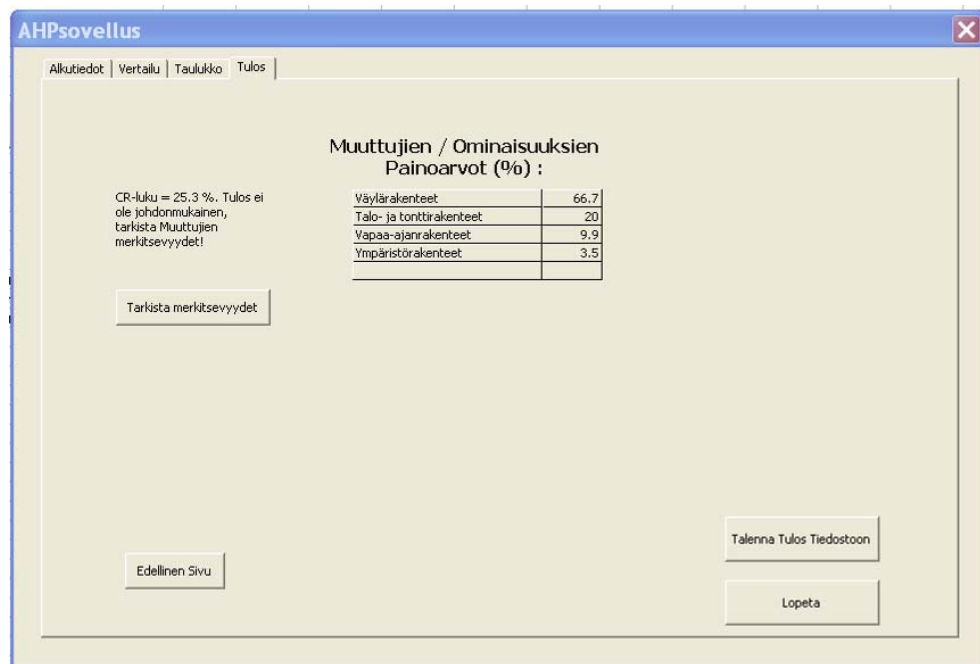 AHPsovellus
Alkutiedot Vertailu Taulukko Tulos
Muuttujien / Ominaisuuksien
Painoarvot (%) :
CR-luku = 25.3 %. Tulos ei
ole johdonmukainen,
tarkista Muuttujien
merkitsevyydet!
Väylärakenteet 66.7
Talo- ja tonttirakenteet 20
Vapaa-ajanrakenteet 9.9
Ympäristörakenteet 3.5
Tarkista merkitsevyydet
Talenna Tulos Tiedostoon
Edellinen Sivu
Lopeta